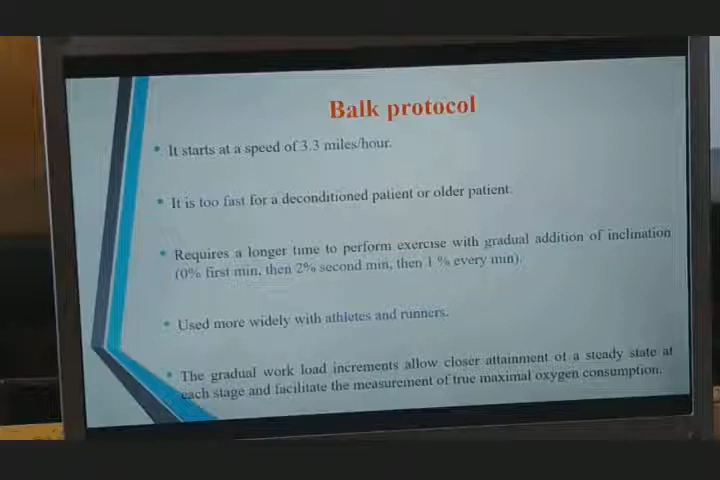 Balk protocol
• It starts at a speed of 3.3 miles/hour.
• It is too fast for a deconditioned patient or older patient.
• Requires a longer time to perform exercise with gradual addition of inclination
(0% first min, then 2% second min, then 1 % every min).
• Used more widely with athletes and runners.
• The gradual work load increments allow closer attainment of a steady state at
each stage and facilitate the measurement of true maximal oxygen consumption.